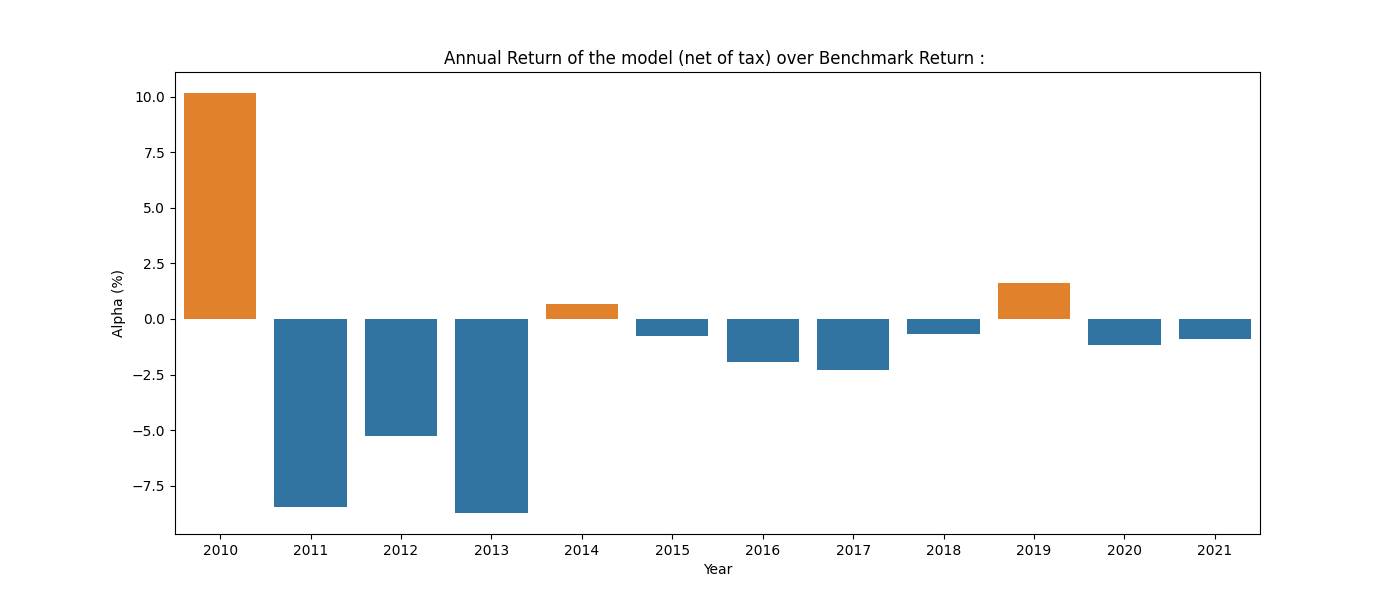 Annual Return of the model (net of tax) over Benchmark Return :
10.0
7.5
5.0
2.5
0.0
−2.5
−5.0
−7.5
Alpha (%)
2010 2011 2012 2013 2014 2015 2016 2017 2018 2019 2020 2021
Year